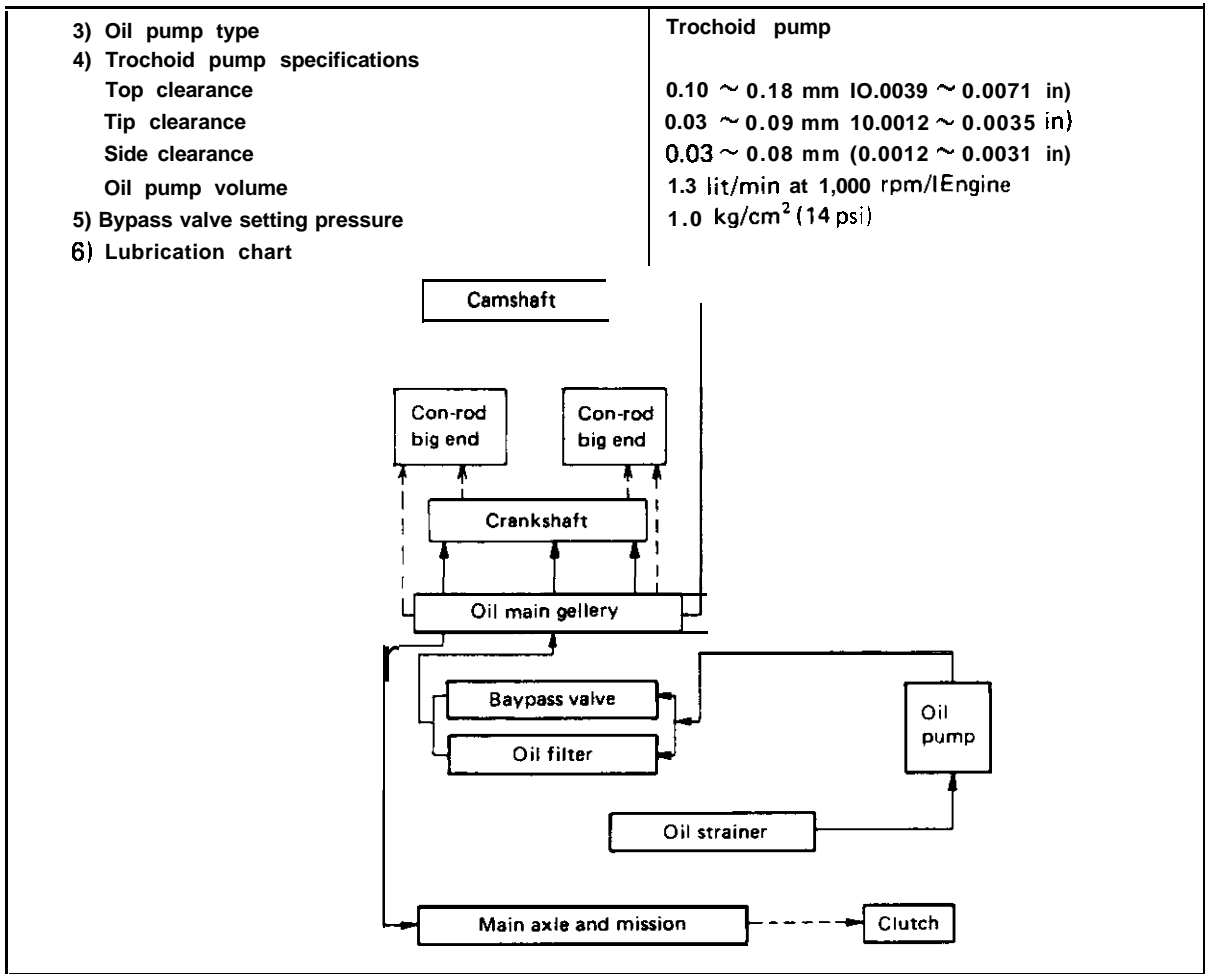 3) Oil pump type Trochoid pump
4) Trochoid pump specifications
Top clearance 0.10 ~ 0.18 mm IO.0039 ~ 0.0071 in)
Tip clearance 0.03 ~ 0.09 mm 10.0012 ~ 0.0035 in)
Side clearance 0.03 ~ 0.08 mm (0.0012 ~ 0.0031 in)
Oil pump volume 1.3 lit/min at 1,000 rpm/IEngine
5) Bypass valve setting pressure 1.0 kg/cm² (14 psi)
6) Lubrication chart
Camshaft
Con-rod
big end
Con-rod
big end
Crankshaft
Oil main gellery
Baypass valve
Oil filter
Oil
pump
Oil strainer
Main axle and mission
Clutch